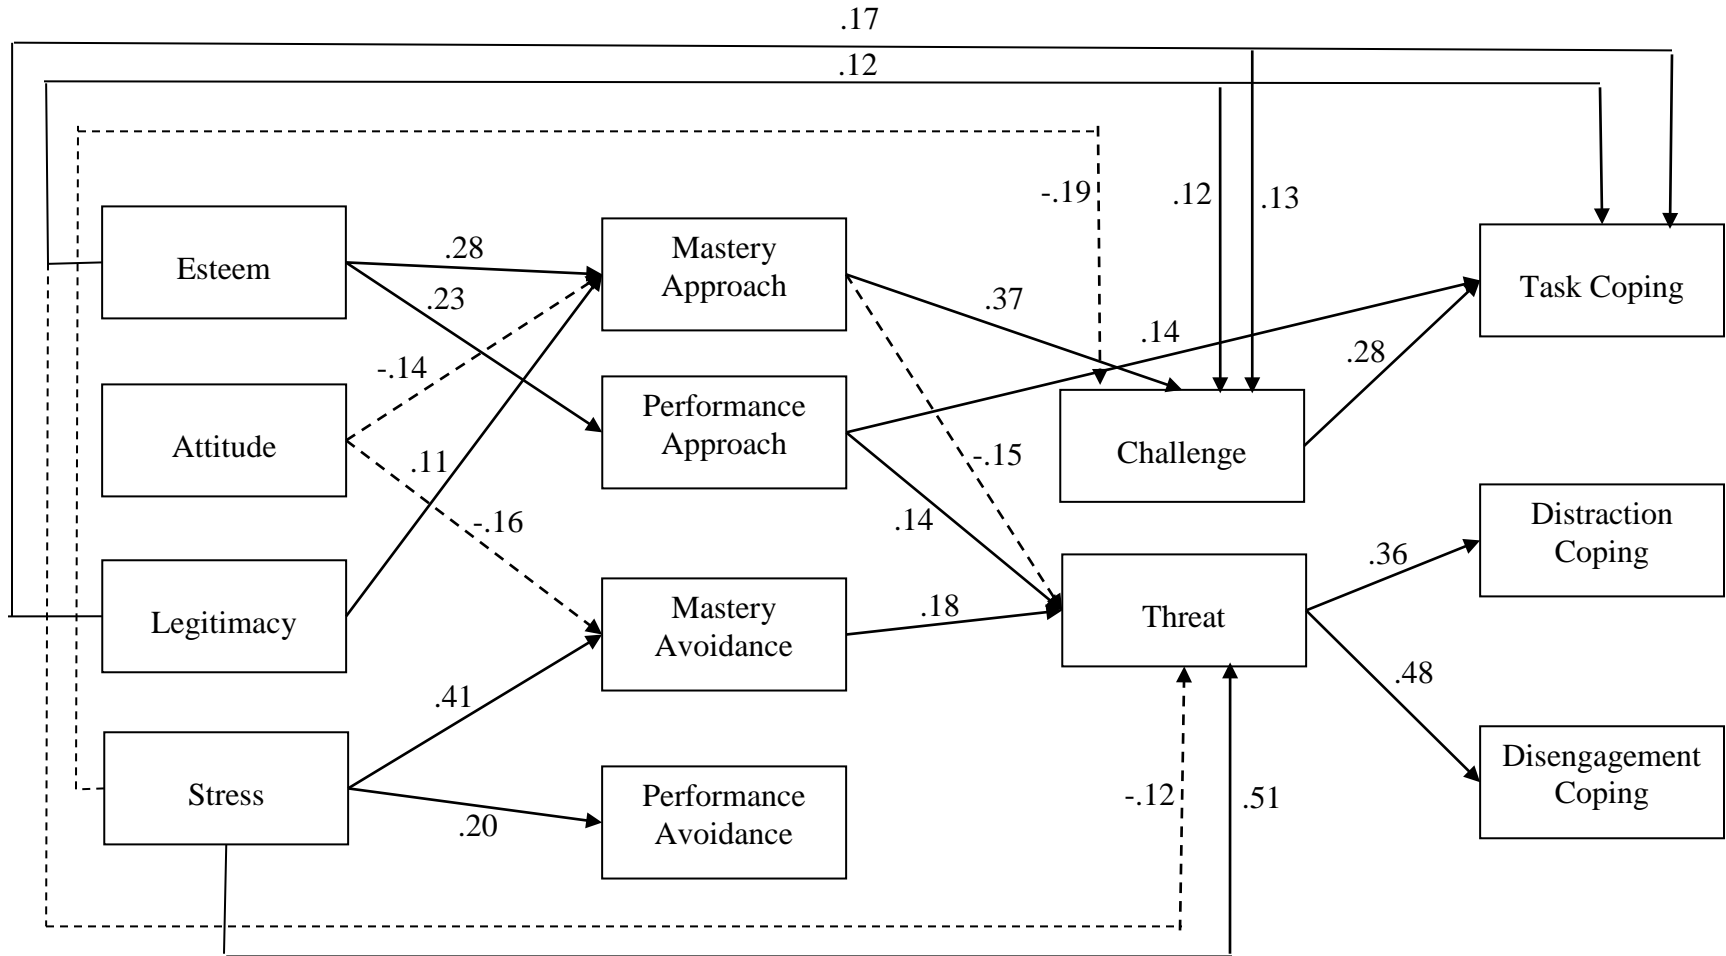 .17
.12
-.19
.12
.13
Esteem
.28
.23
Mastery
Approach
.37
.14
.28
Task Coping
Attitude
-.14
.11
-.16
Performance
Approach
-.15
.14
Challenge
Distraction
Coping
Legitimacy
Mastery
Avoidance
.18
Threat
.36
.48
.41
Stress
.20
Performance
Avoidance
-.12
.51
Disengagement
Coping